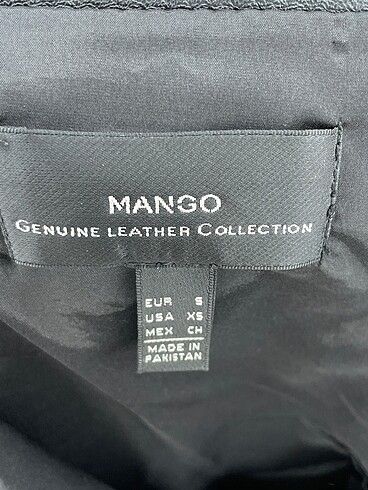 MANGO
GENUINE LEATHER COLLECTION
EUR S
USA XS
MEX CH
MADE IN
PAKISTAN